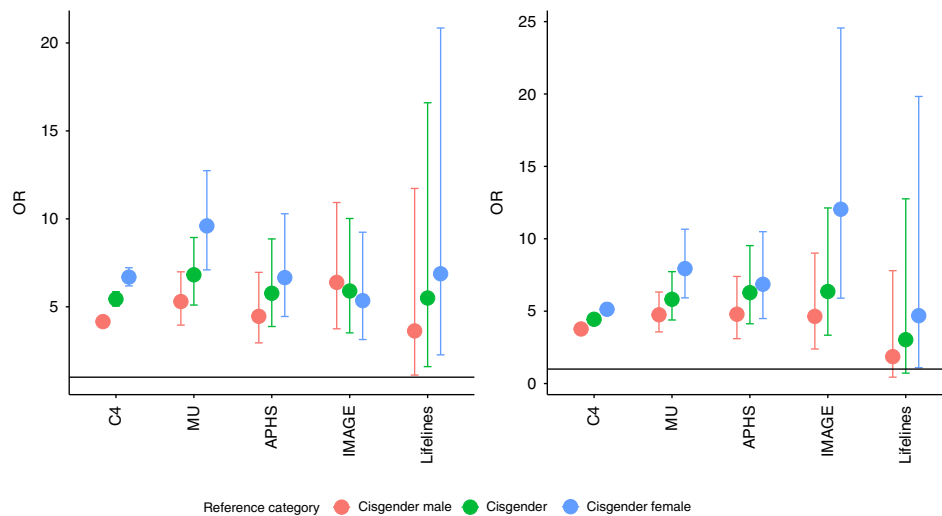 20
15
10
5
OR
C4
MU
APHS
IMAGE
Lifelines
25
20
15
10
5
0
OR
C4
MU
APHS
IMAGE
Lifelines
Reference category Cisgender male Cisgender Cisgender female